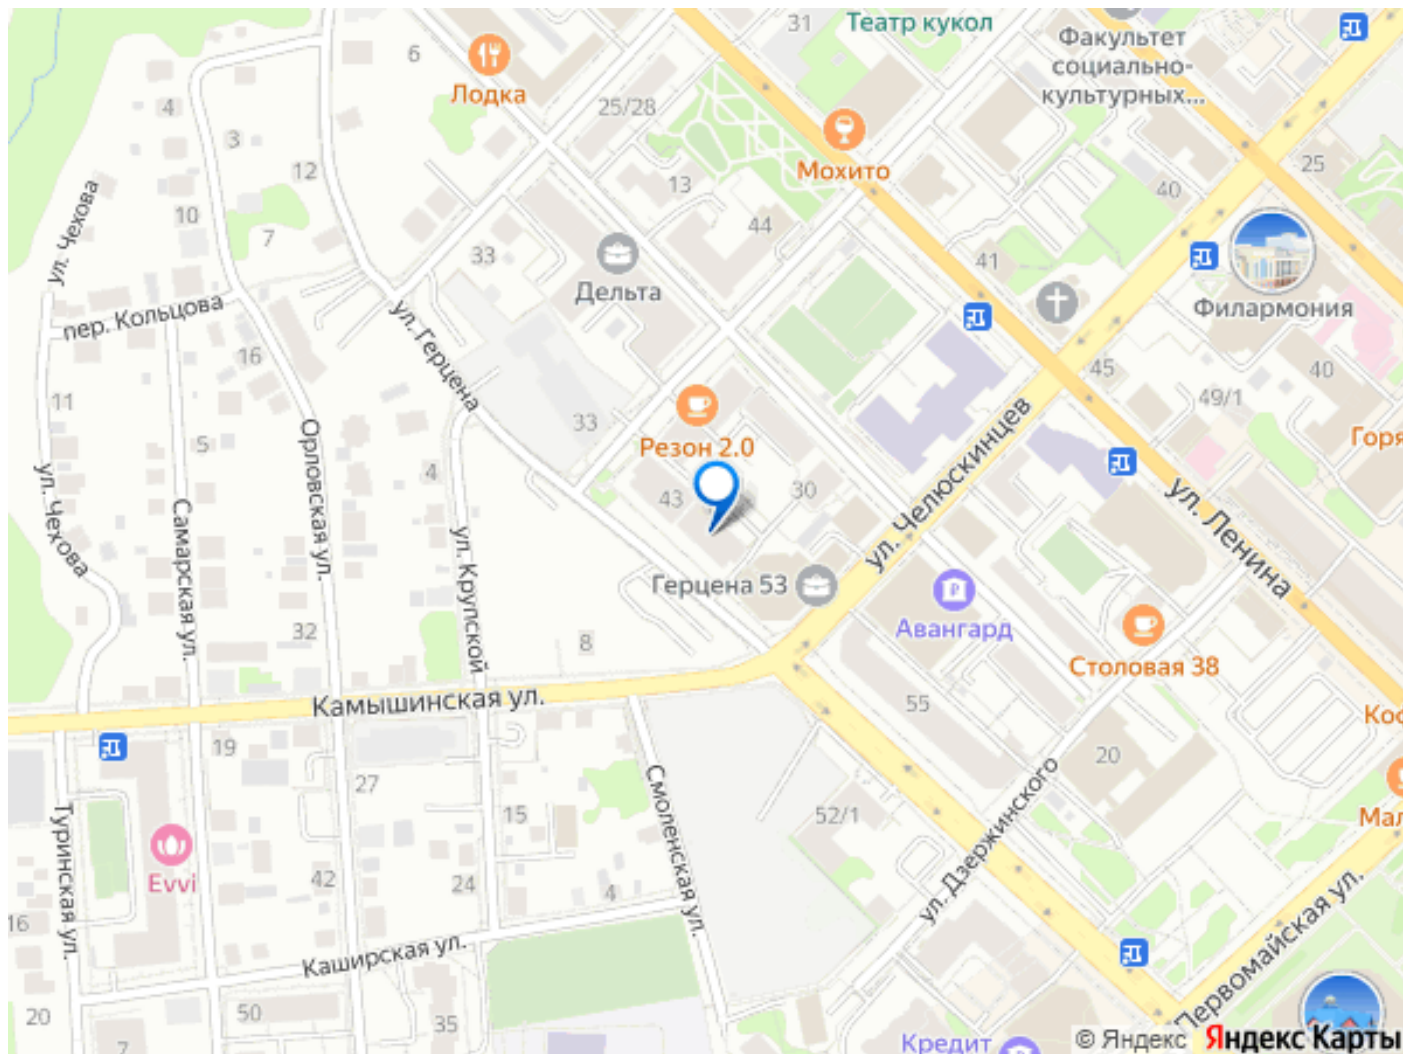 31
Театр кукол
Факультет
социально-
культурных...
6
Лодка
25/28
4
3
12
Мохито
13
40
25
ул. Чехова
10
7
33
44
41
Дельта
Филармония
пер. Кольцова
ул. Герцена
16
45
40
49/1
11
33
5
Резон 2.0
Горя
Орловская ул.
4
43
30
ул. Челюскинцев
ул. Ленина
ул. Чехова
Самарская ул.
ул. Крупской
Герцена 53
Авангард
32
8
Столовая 38
Камышинская ул.
55
Кос
19
20
27
Смоленская ул.
15
52/1
ул. Дзержинского
Мал
Туринская ул.
Evvi
42
24
4
Первомайская ул.
16
Каширская ул.
20
50
35
7
Кредит
© Яндекс Яндекс Карты